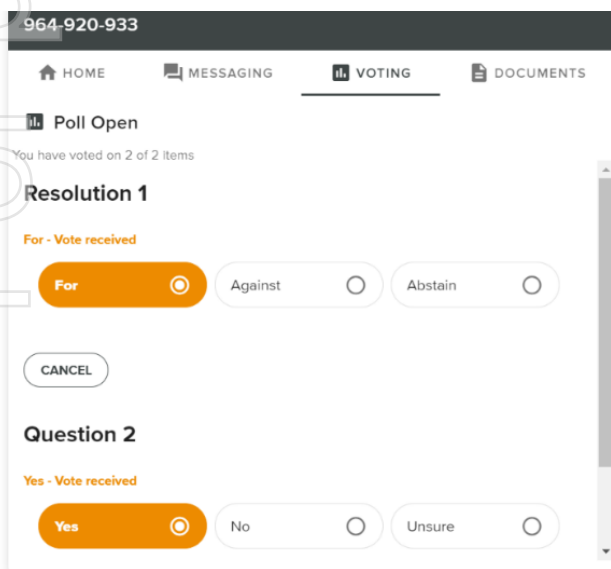 964-920-933
HOME MESSAGING VOTING DOCUMENTS
Poll Open
You have voted on 2 of 2 items
Resolution 1
For - Vote received
For Against Abstain
CANCEL
Question 2
Yes - Vote received
Yes No Unsure